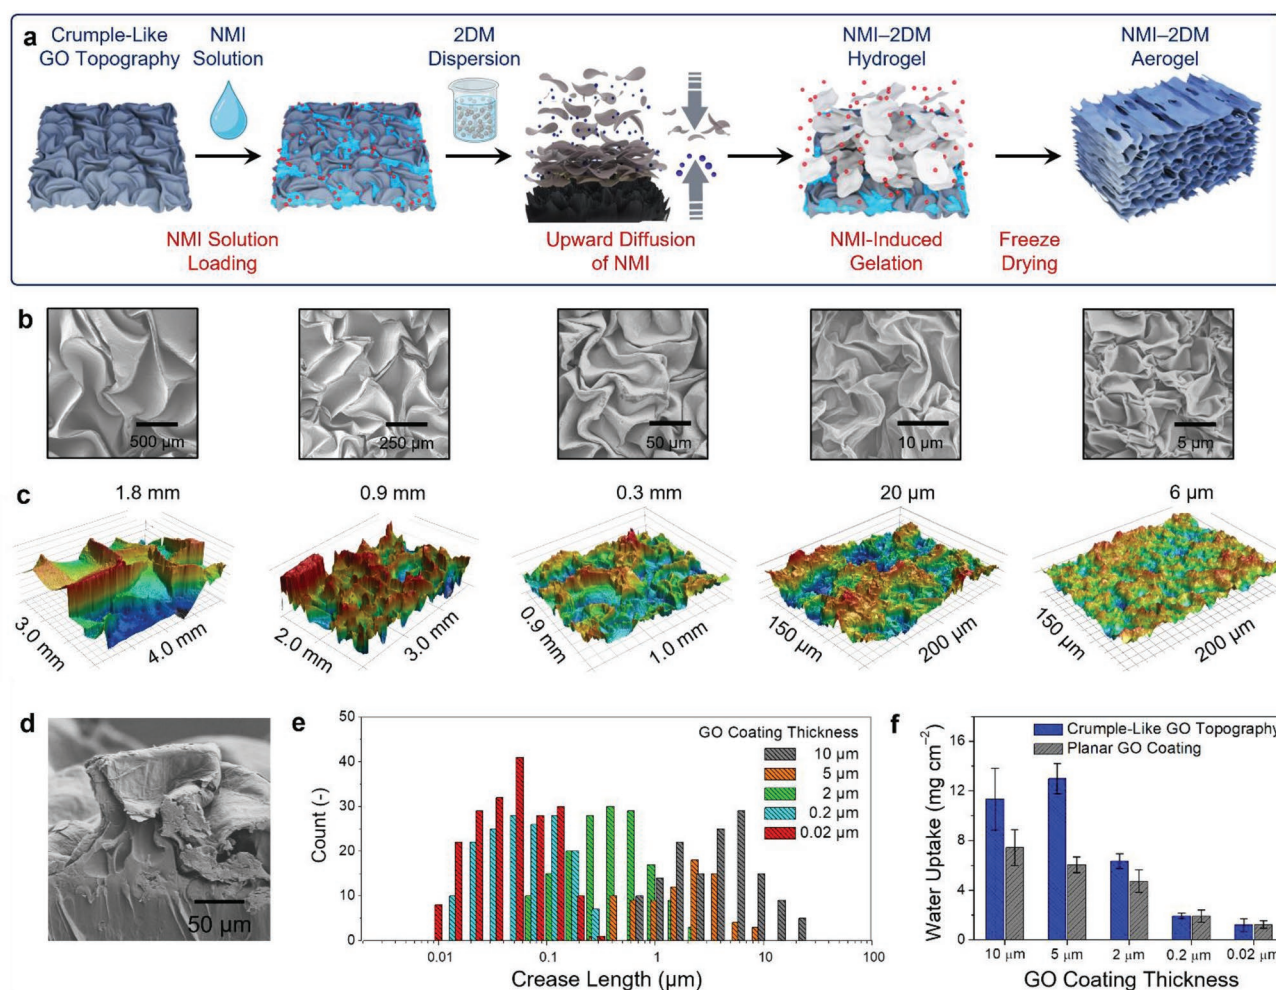 a
Crumple-Like
GO Topography
NMI
Solution
2DM
Dispersion
NMI–2DM
Hydrogel
NMI–2DM
Aerogel
NMI Solution
Loading
Upward Diffusion
of NMI
NMI-Induced
Gelation
Freeze
Drying
b
500 µm
250 µm
50 µm
10 µm
5 µm
c
1.8 mm
0.9 mm
0.3 mm
20 µm
6 µm
3.0 mm
4.0 mm
2.0 mm
3.0 mm
0.9 mm
1.0 mm
150 µm
200 µm
150 µm
200 µm
d
50 µm
e
50
40
30
20
10
0
Count (-)
GO Coating Thickness
10 µm
5 µm
2 µm
0.2 µm
0.02 µm
0.01
0.1
1
10
100
Crease Length (µm)
f
16
12
8
4
0
Water Uptake (mg cm⁻²)
Crumple-Like GO Topography
Planar GO Coating
10 µm
5 µm
2 µm
0.2 µm
0.02 µm
GO Coating Thickness